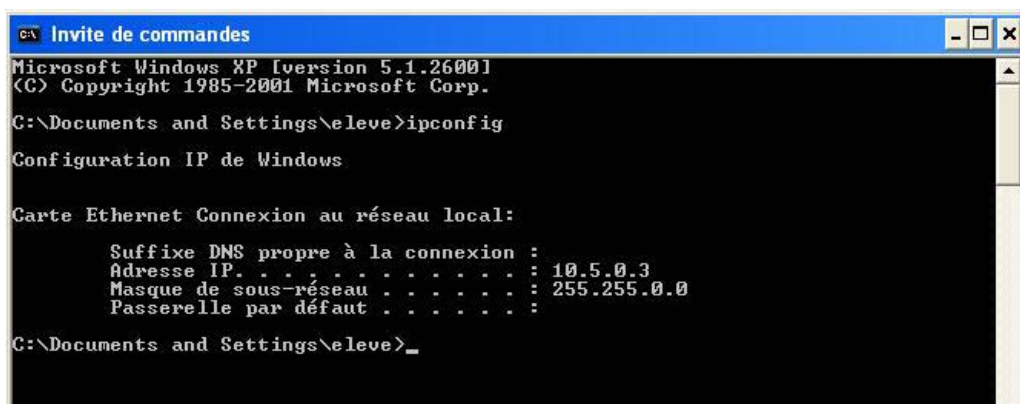 Invite de commandes
Microsoft Windows XP [version 5.1.2600]
(C) Copyright 1985-2001 Microsoft Corp.
C:\Documents and Settings\eleve>ipconfig
Configuration IP de Windows
Carte Ethernet Connexion au réseau local:
Suffixe DNS propre à la connexion :
Adresse IP. . . . . . . . . . . . : 10.5.0.3
Masque de sous-réseau . . . . . . : 255.255.0.0
Passerelle par défaut . . . . . . :
C:\Documents and Settings\eleve>_